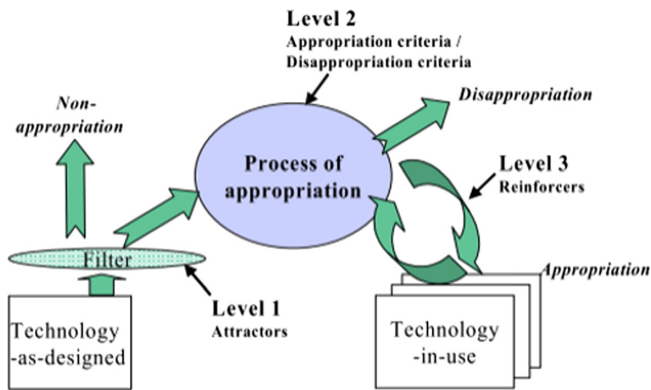 Level 2
Appropriation criteria /
Disappropriation criteria
Non-
appropriation
Disappropriation
Process of
appropriation
Level 3
Reinforcers
Filter
Level 1
Attractors
Appropriation
Technology
-as-designed
Technology
-in-use